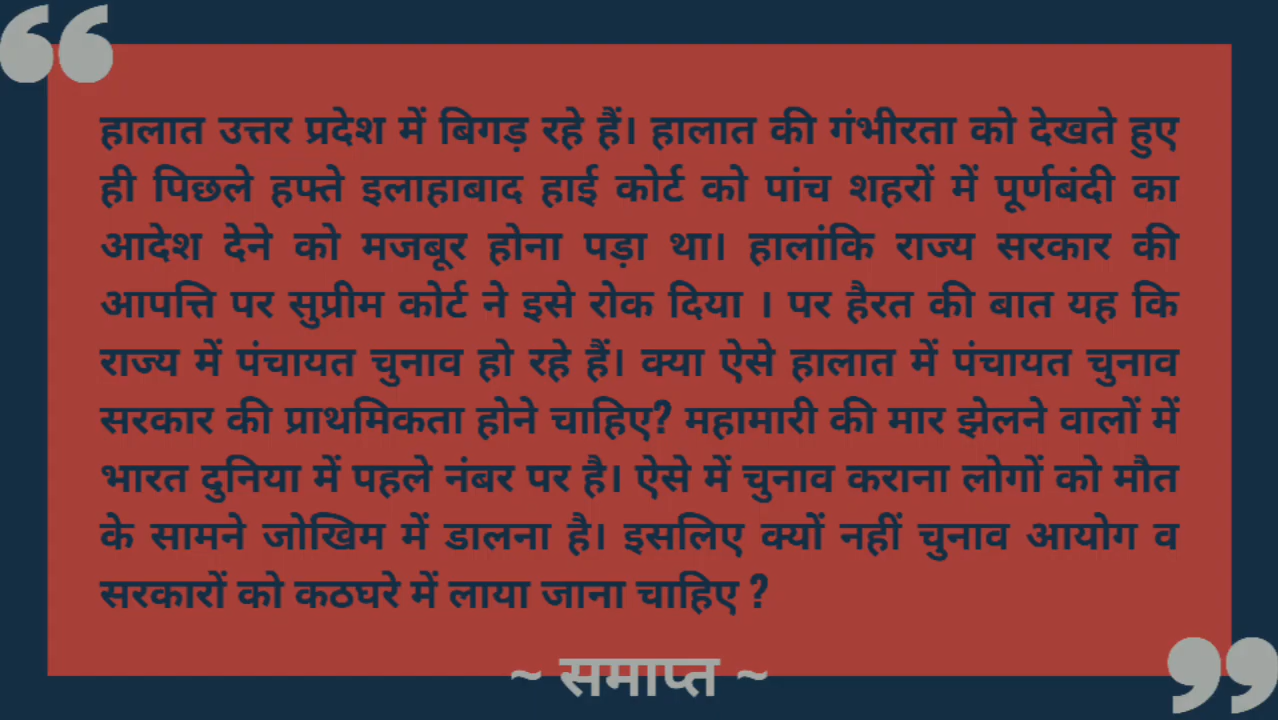 हालात उत्तर प्रदेश में बिगड़ रहे हैं। हालात की गंभीरता को देखते हुए
ही पिछले हफ्ते इलाहाबाद हाई कोर्ट को पांच शहरों में पूर्णबंदी का
आदेश देने को मजबूर होना पड़ा था। हालांकि राज्य सरकार की
आपत्ति पर सुप्रीम कोर्ट ने इसे रोक दिया । पर हैरत की बात यह कि
राज्य में पंचायत चुनाव हो रहे हैं। क्या ऐसे हालात में पंचायत चुनाव
सरकार की प्राथमिकता होने चाहिए? महामारी की मार झेलने वालों में
भारत दुनिया में पहले नंबर पर है। ऐसे में चुनाव कराना लोगों को मौत
के सामने जोखिम में डालना है। इसलिए क्यों नहीं चुनाव आयोग व
सरकारों को कठघरे में लाया जाना चाहिए ?
~ समाप्त ~